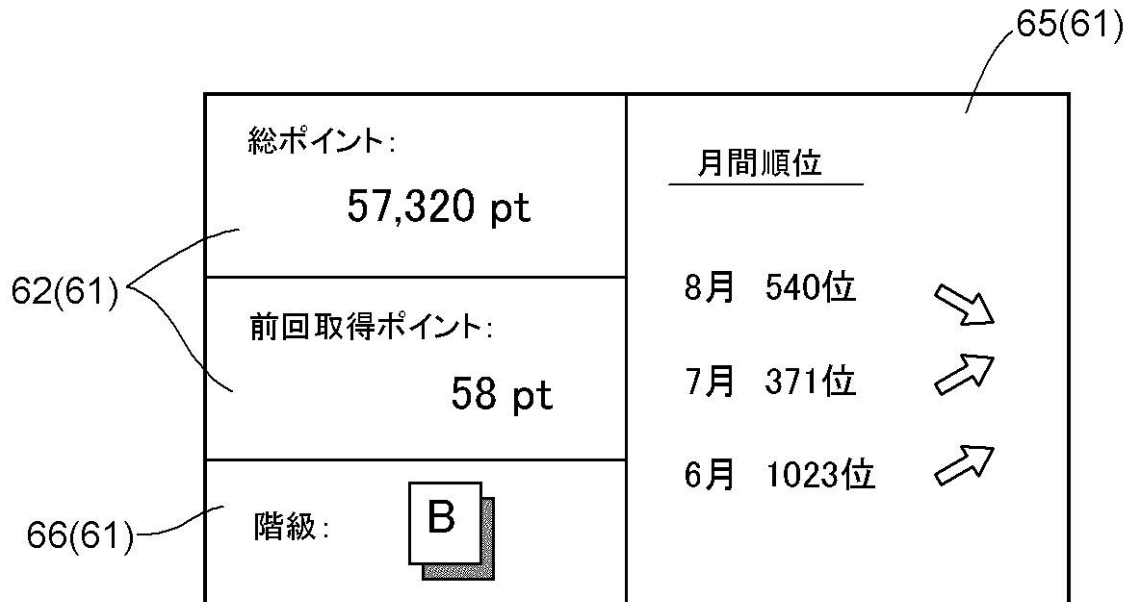 65(61)
総ポイント:
57,320 pt
62(61)
前回取得ポイント:
58 pt
66(61)
階級:
B
月間順位
8月 540位
7月 371位
6月 1023位